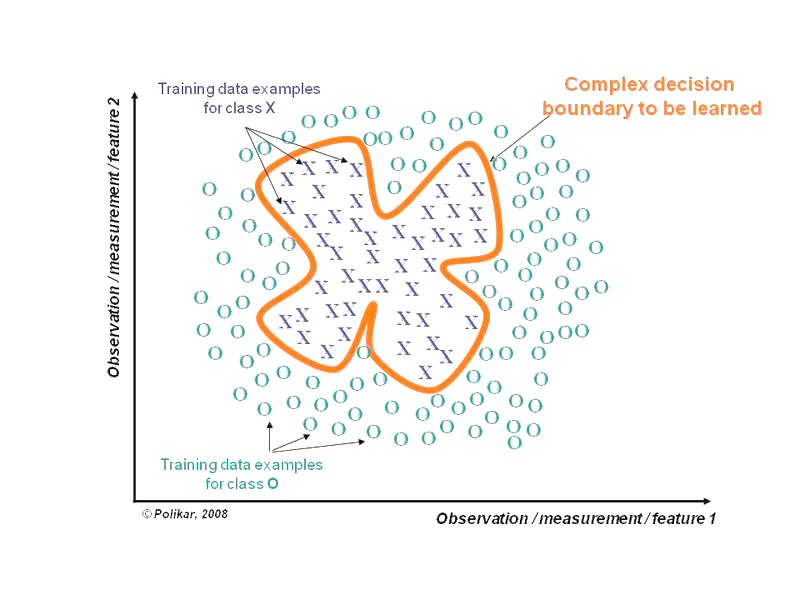 Training data examples
for class X
Complex decision
boundary to be learned
Observation / measurement / feature 2
Training data examples
for class O
© Polikar, 2008
Observation / measurement / feature 1